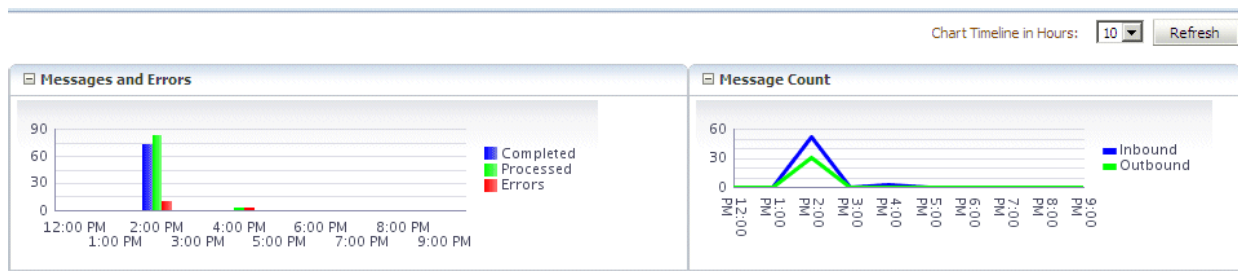 Chart Timeline in Hours: 10 Refresh
Messages and Errors
90
60
30
0
12:00 PM 2:00 PM 4:00 PM 6:00 PM 8:00 PM
1:00 PM 3:00 PM 5:00 PM 7:00 PM 9:00 PM
Completed
Processed
Errors
Message Count
60
30
0
12:00 PM
1:00 PM
2:00 PM
3:00 PM
4:00 PM
5:00 PM
6:00 PM
7:00 PM
8:00 PM
9:00 PM
Inbound
Outbound